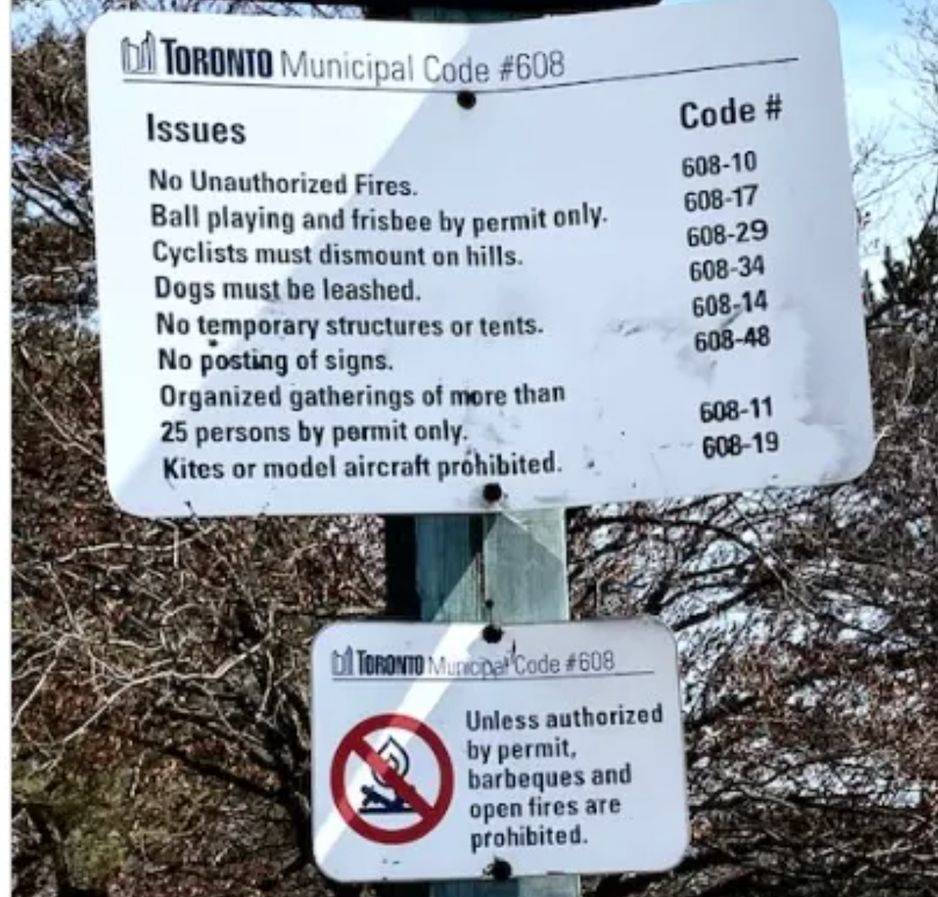 TORONTO Municipal Code #608
Issues Code #
No Unauthorized Fires. 608-10
Ball playing and frisbee by permit only. 608-17
Cyclists must dismount on hills. 608-29
Dogs must be leashed. 608-34
No temporary structures or tents. 608-14
No posting of signs. 608-48
Organized gatherings of more than
25 persons by permit only. 608-11
Kites or model aircraft prohibited. 608-19
TORONTO Municipal Code #608
Unless authorized
by permit,
barbeques and
open fires are
prohibited.